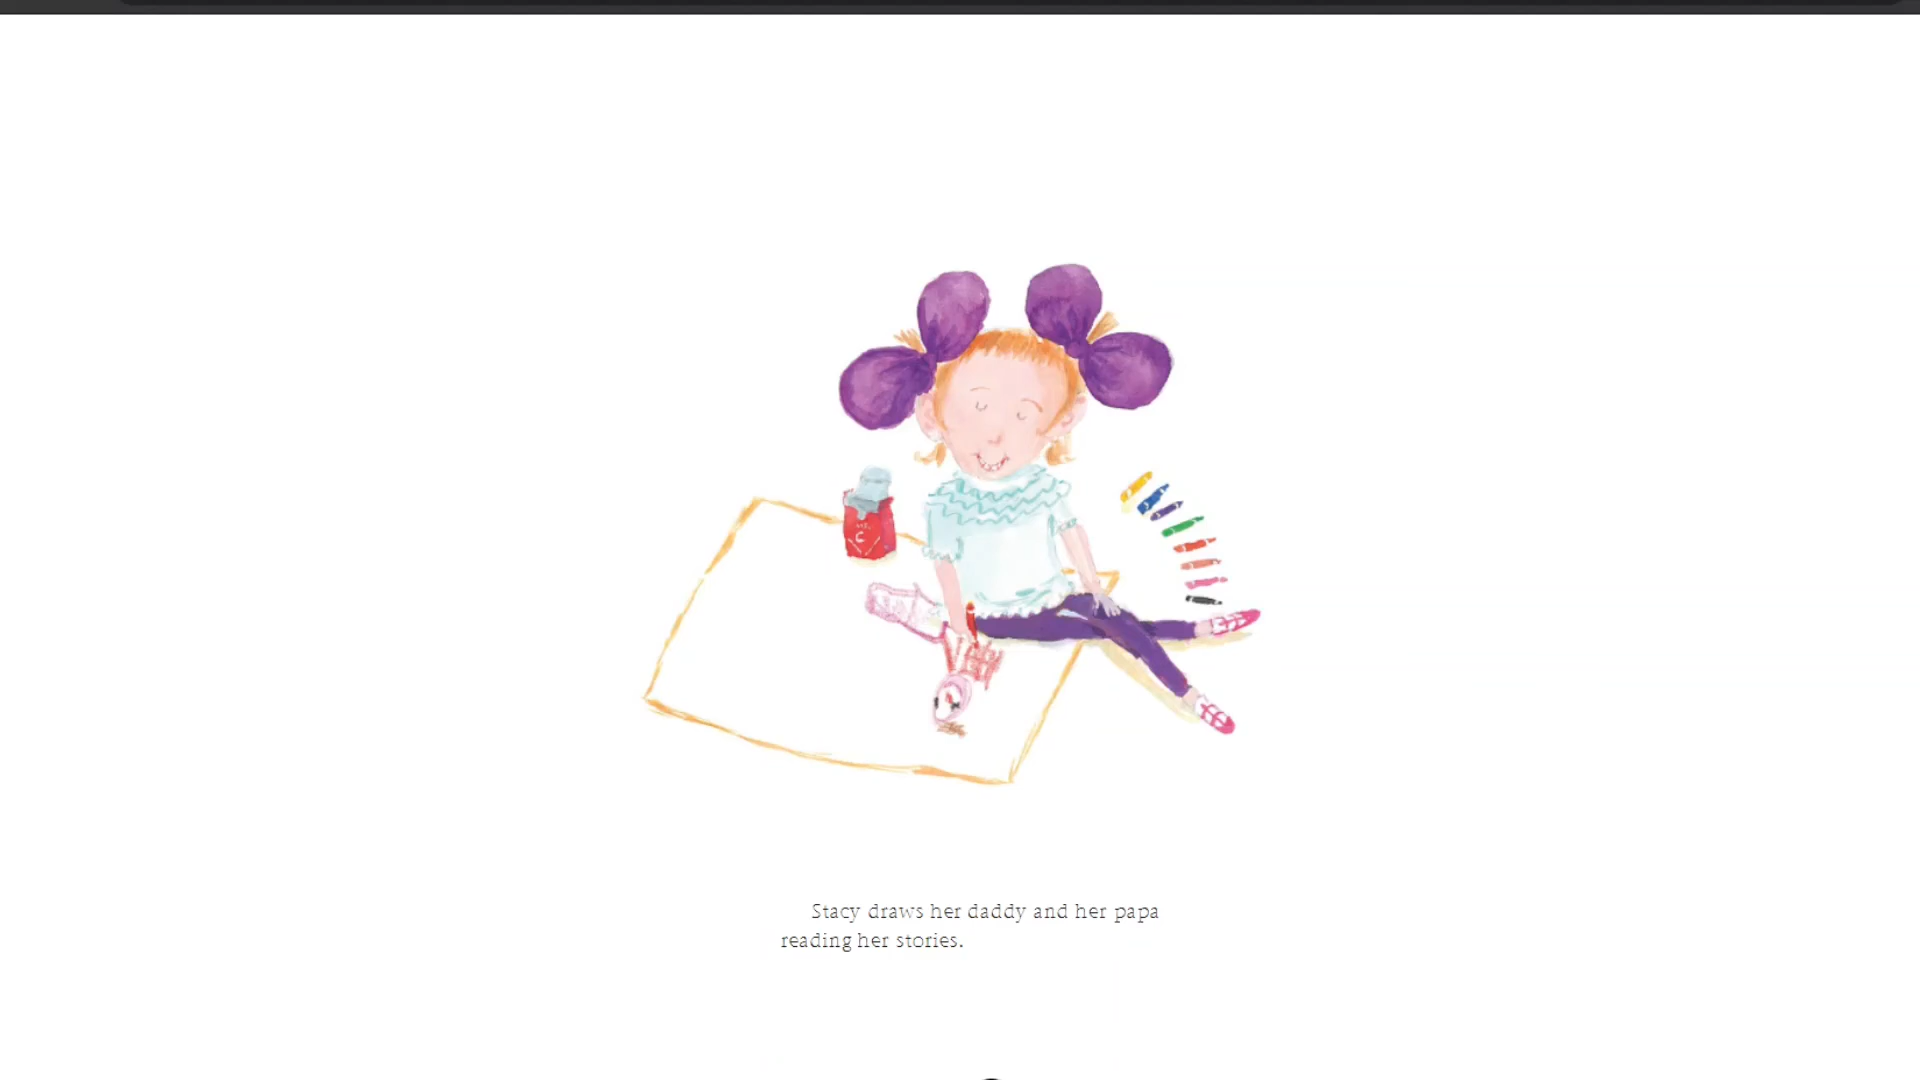 Stacy draws her daddy and her papa
reading her stories.